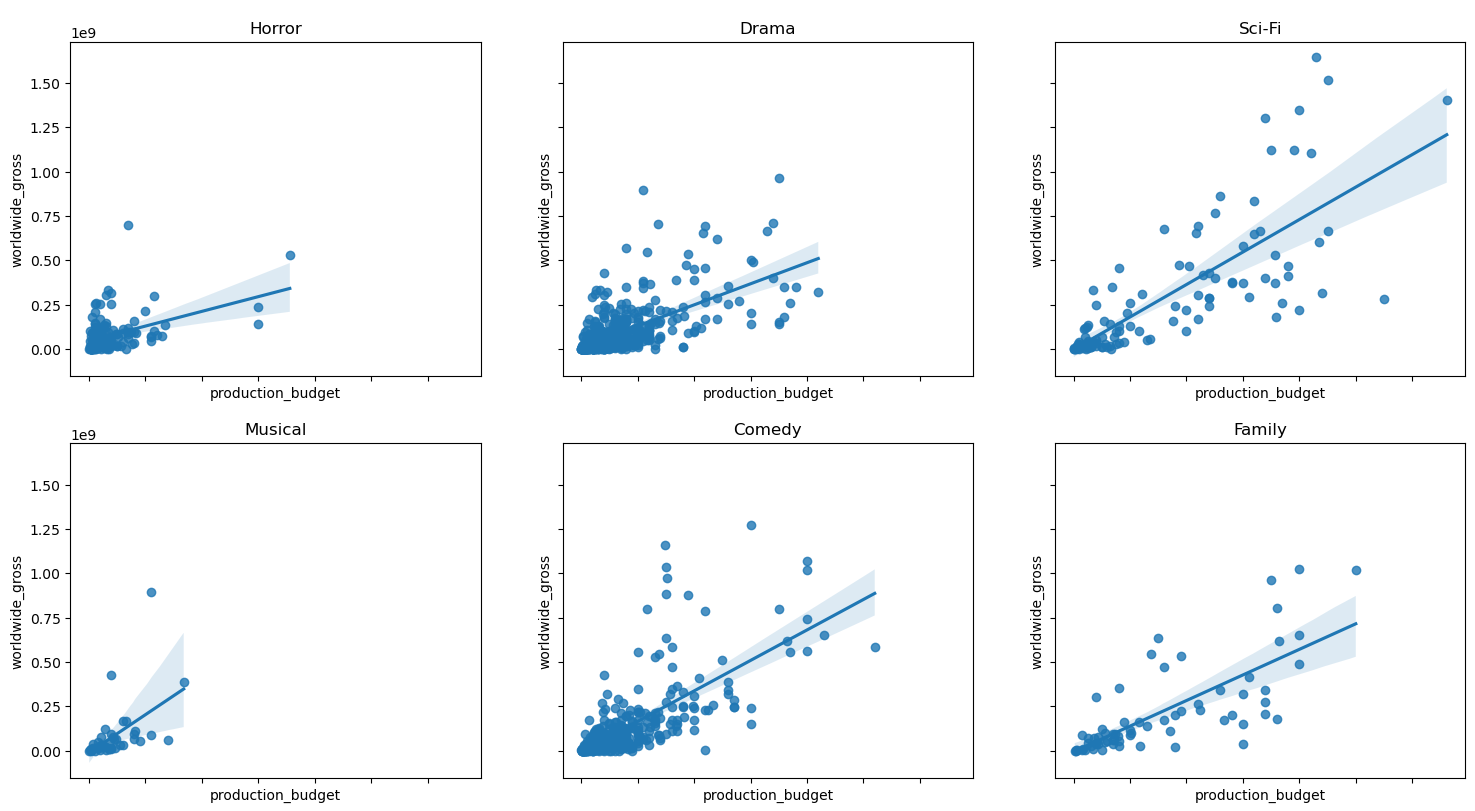 Horror
Drama
Sci-Fi
1e9
1.50
1.25
1.00
0.75
0.50
0.25
0.00
worldwide_gross
worldwide_gross
worldwide_gross
production_budget
production_budget
production_budget
Musical
Comedy
Family
1e9
1.50
1.25
1.00
0.75
0.50
0.25
0.00
worldwide_gross
worldwide_gross
worldwide_gross
production_budget
production_budget
production_budget